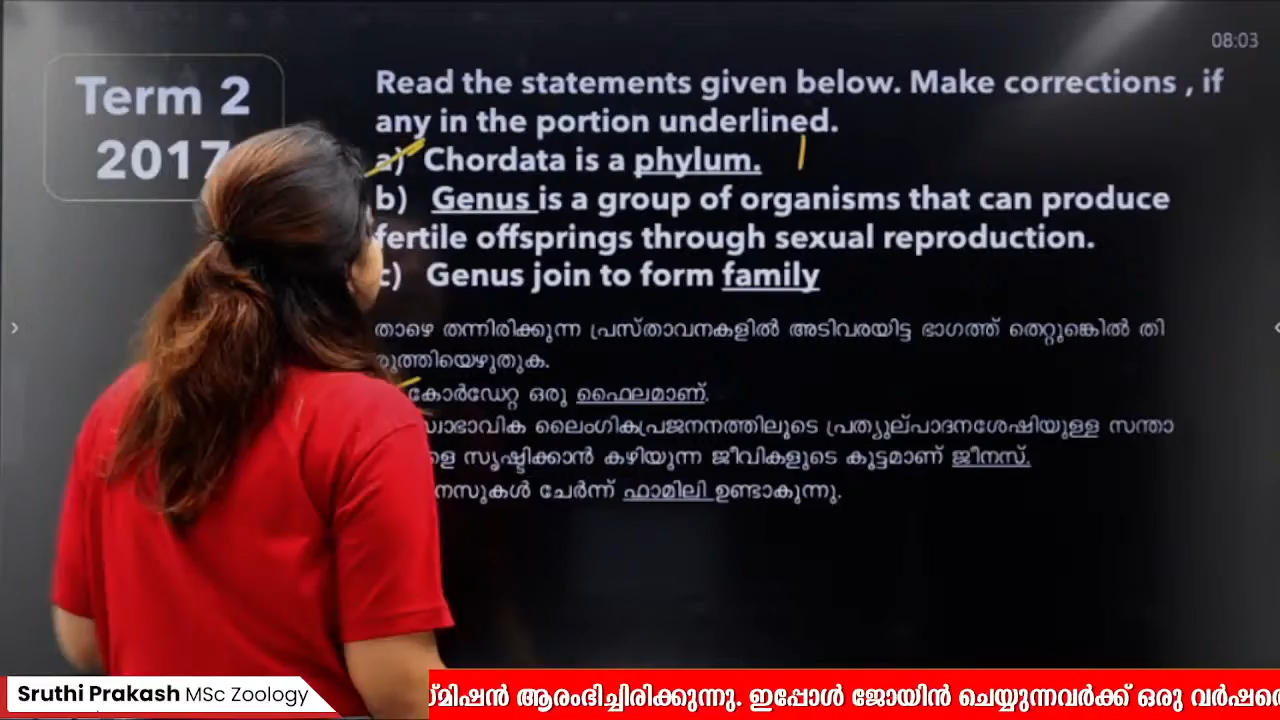 08:03
Term 2
2017
Read the statements given below. Make corrections , if
any in the portion underlined.
a) Chordata is a phylum.
b) Genus is a group of organisms that can produce
fertile offsprings through sexual reproduction.
c) Genus join to form family
താഴെ തന്നിരിക്കുന്ന പ്രസ്താവനകളിൽ അടിവരയിട്ട ഭാഗത്ത് തെറ്റുങ്കിൽ തി
രുത്തിയെഴുതുക.
കോർഡേറ്റ ഒരു ഫൈലമാണ്.
ലൈംഗികപ്രജനനത്തിലൂടെ പ്രത്യുല്പാദനശേഷിയുള്ള സന്താ
സൃഷ്ടിക്കാൻ കഴിയുന്ന ജീവികളുടെ കൂട്ടമാണ് ജീനസ്.
ചേർന്ന് ഫാമിലി ഉണ്ടാകുന്നു.
Sruthi Prakash MSc Zoology
ആരംഭിച്ചിരിക്കുന്നു. ഇപ്പോൾ ജോയിൻ ചെയ്യുന്നവർക്ക് ഒരു